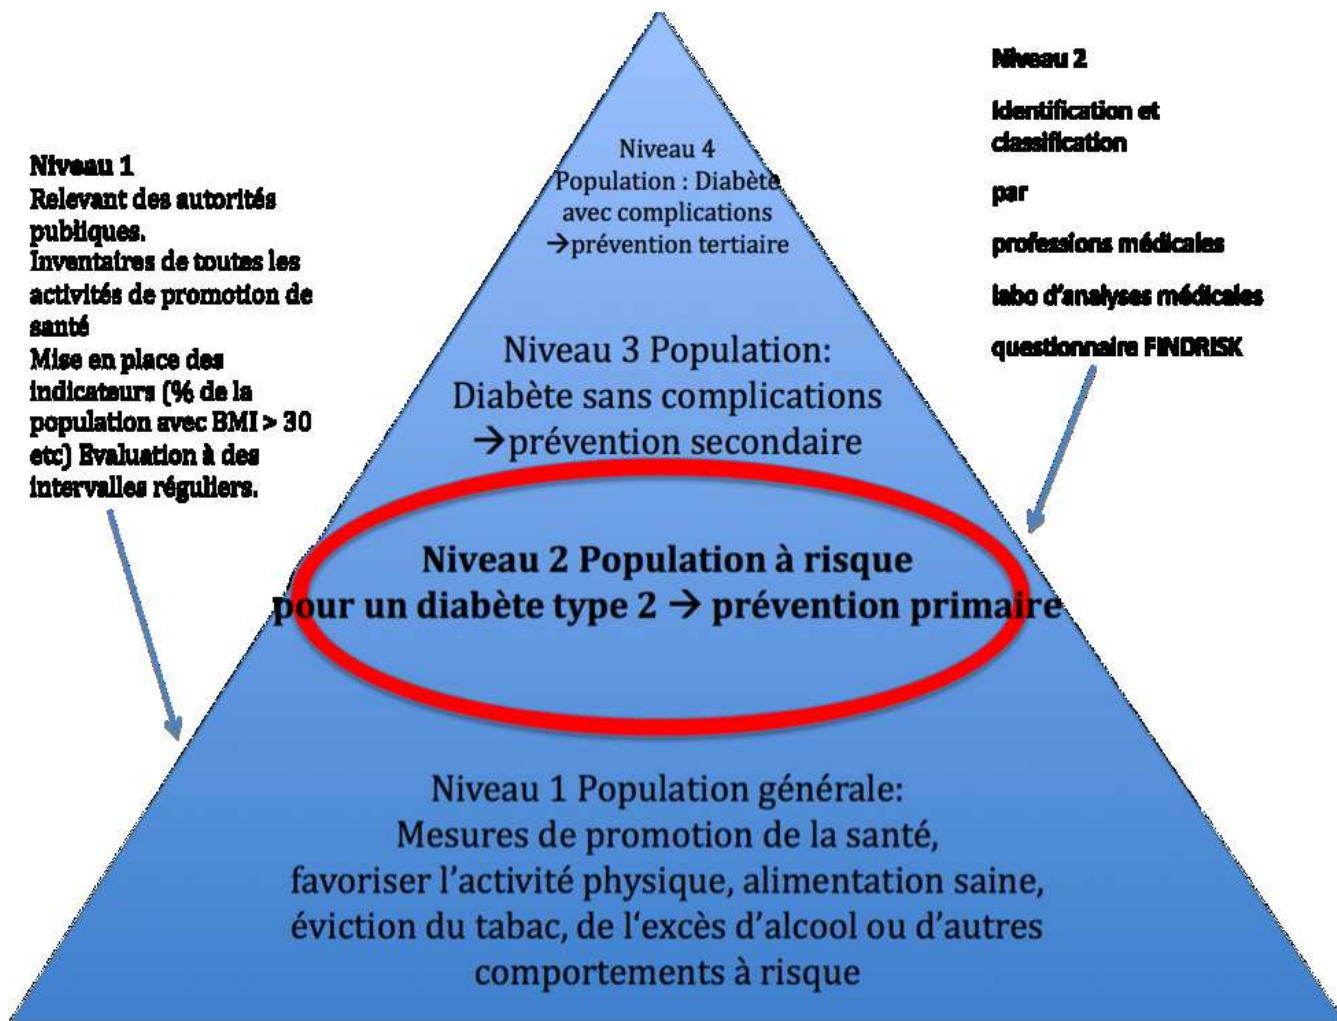 Niveau 1
Relevant des autorités
publiques.
Inventaires de toutes les
activités de promotion de
santé
Mise en place des
indicateurs (% de la
population avec BMI > 30
etc) Evaluation à des
intervalles réguliers.
Niveau 4
Population : Diabète
avec complications
→prévention tertiaire
Niveau 3 Population:
Diabète sans complications
→prévention secondaire
Niveau 2 Population à risque
pour un diabète type 2 → prévention primaire
Niveau 1 Population générale:
Mesures de promotion de la santé,
favoriser l'activité physique, alimentation saine,
éviction du tabac, de l‘excès d'alcool ou d'autres
comportements à risque
Niveau 2
Identification et
classification
par
professions médicales
labo d'analyses médicales
questionnaire FINDRISK